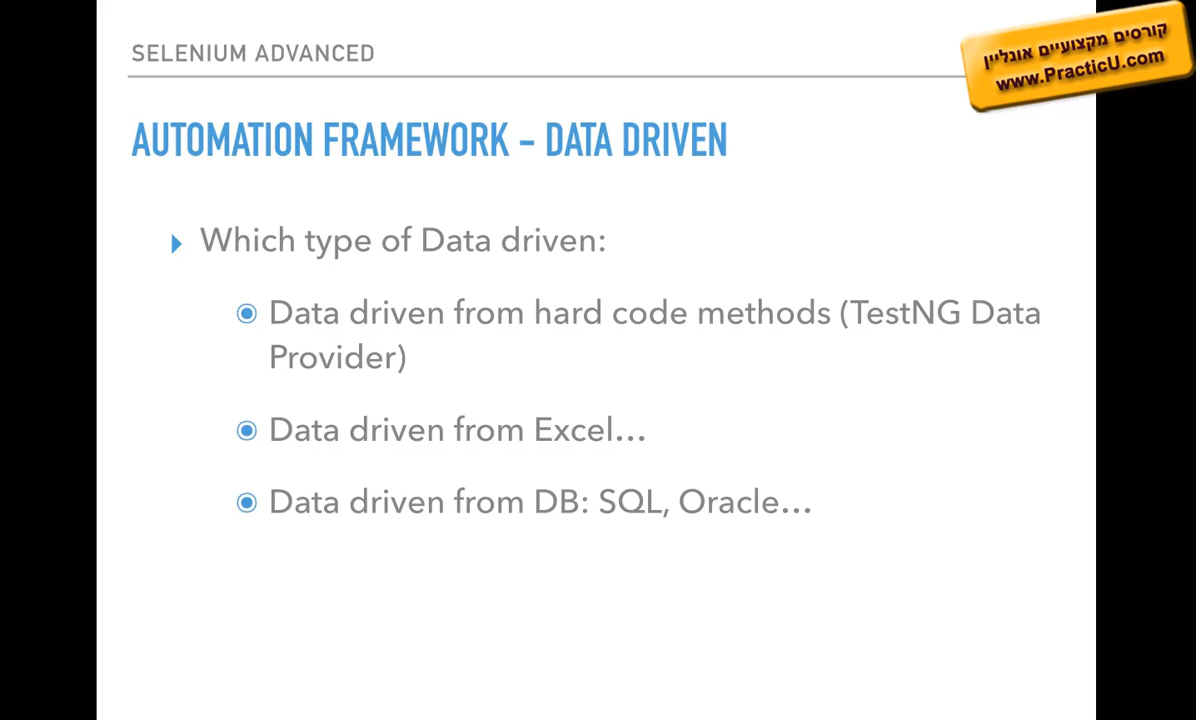 SELENIUM ADVANCED
קורסים מקצועיים אונליין
www.PracticU.com
AUTOMATION FRAMEWORK - DATA DRIVEN
Which type of Data driven:
Data driven from hard code methods (TestNG Data
Provider)
Data driven from Excel...
Data driven from DB: SQL, Oracle...